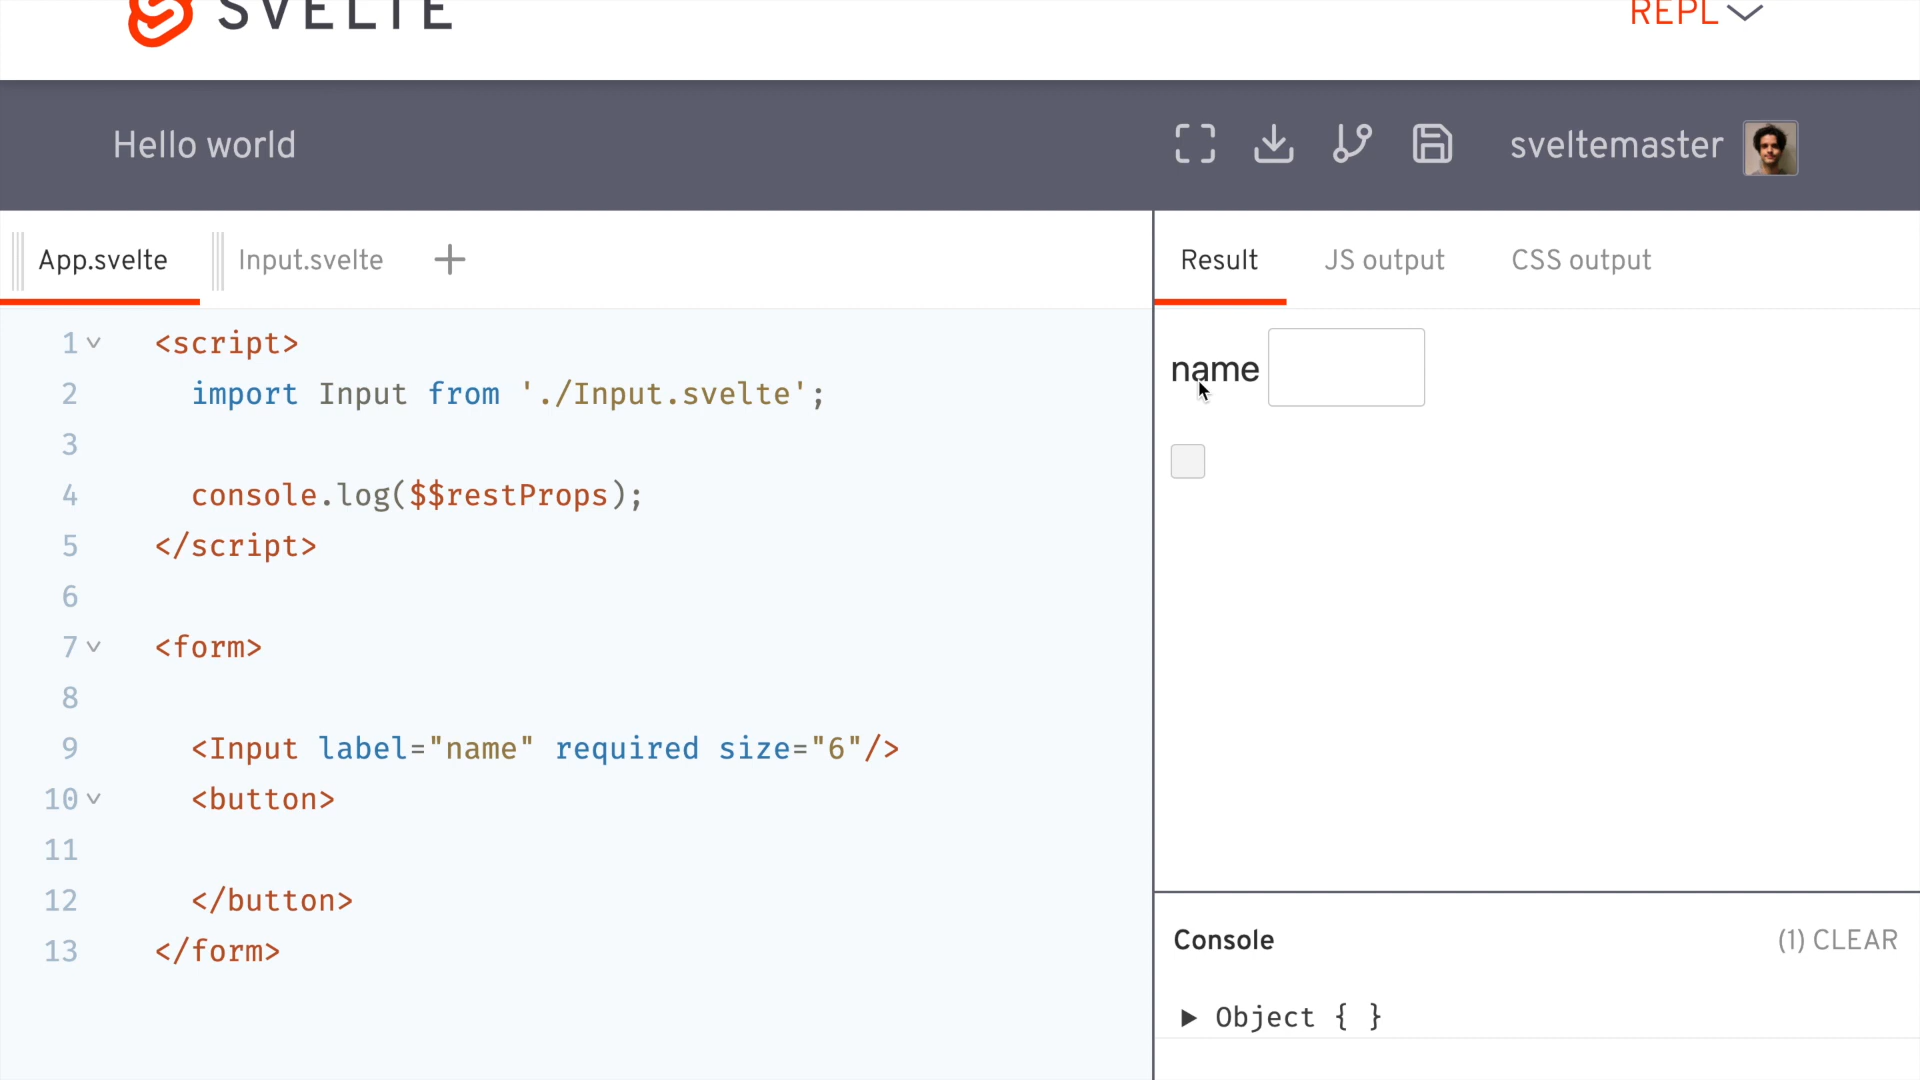 SVELTE
REPL
Hello world
sveltemaster
App.svelte
Input.svelte
+
Result
JS output
CSS output
1 <script>
2 import Input from './Input.svelte';
3
4 console.log($$restProps);
5 </script>
6
7 <form>
8
9 <Input label="name" required size="6"/>
10 <button>
11
12 </button>
13 </form>
name
Console
(1) CLEAR
▶ Object { }